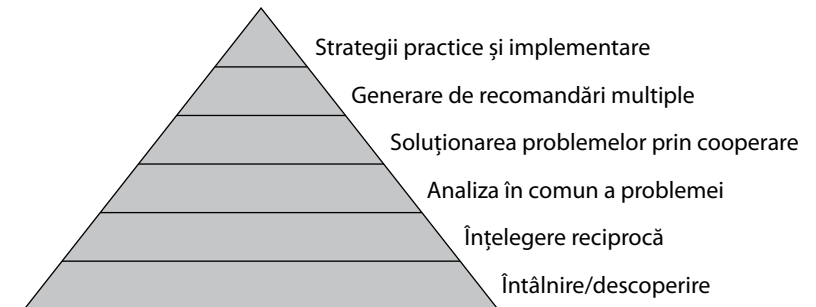 Strategii practice și implementare
Generare de recomandări multiple
Soluționarea problemelor prin cooperare
Analiza în comun a problemei
Înțelegere reciprocă
Întâlnire/descoperire